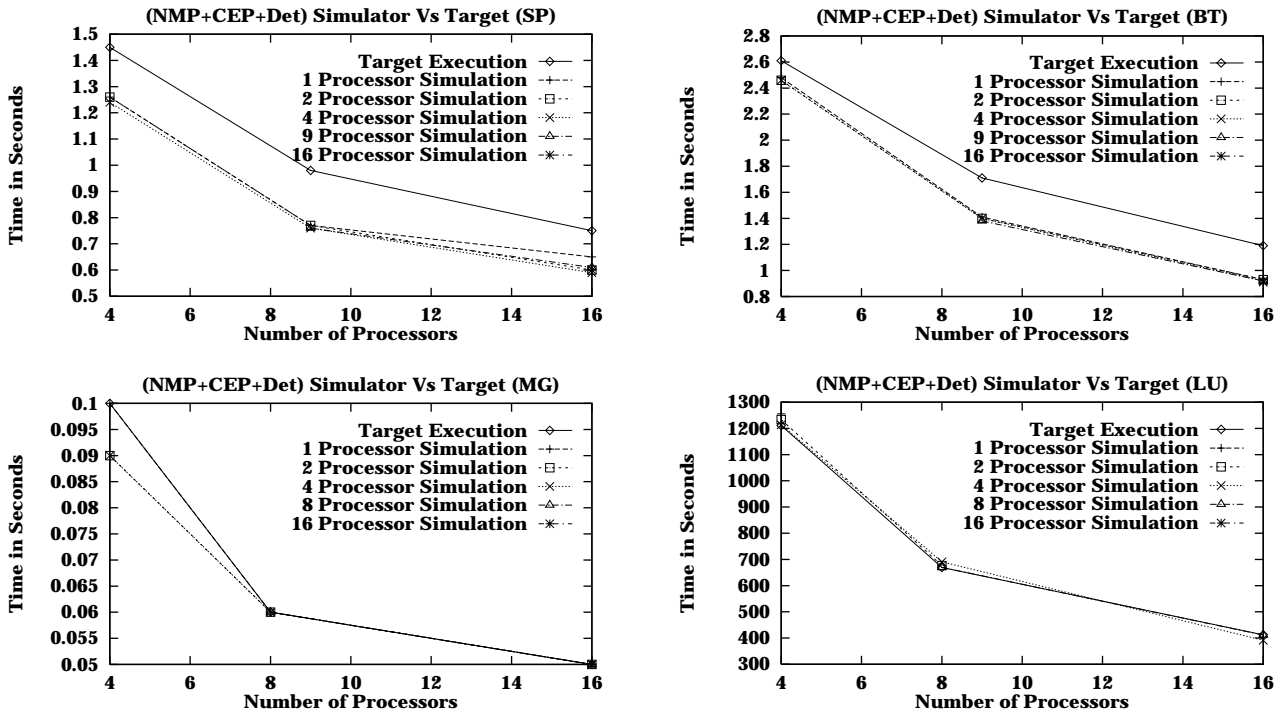 (NMP+CEP+Det) Simulator Vs Target (SP)
1.5
1.4
1.3
1.2
1.1
1
0.9
0.8
0.7
0.6
0.5
Time in Seconds
Target Execution
1 Processor Simulation
2 Processor Simulation
4 Processor Simulation
9 Processor Simulation
16 Processor Simulation
4 6 8 10 12 14 16
Number of Processors
(NMP+CEP+Det) Simulator Vs Target (BT)
2.8
2.6
2.4
2.2
2
1.8
1.6
1.4
1.2
1
0.8
Time in Seconds
Target Execution
1 Processor Simulation
2 Processor Simulation
4 Processor Simulation
9 Processor Simulation
16 Processor Simulation
4 6 8 10 12 14 16
Number of Processors
(NMP+CEP+Det) Simulator Vs Target (MG)
0.1
0.095
0.09
0.085
0.08
0.075
0.07
0.065
0.06
0.055
0.05
Time in Seconds
Target Execution
1 Processor Simulation
2 Processor Simulation
4 Processor Simulation
8 Processor Simulation
16 Processor Simulation
4 6 8 10 12 14 16
Number of Processors
(NMP+CEP+Det) Simulator Vs Target (LU)
1300
1200
1100
1000
900
800
700
600
500
400
300
Time in Seconds
Target Execution
1 Processor Simulation
2 Processor Simulation
4 Processor Simulation
8 Processor Simulation
16 Processor Simulation
4 6 8 10 12 14 16
Number of Processors